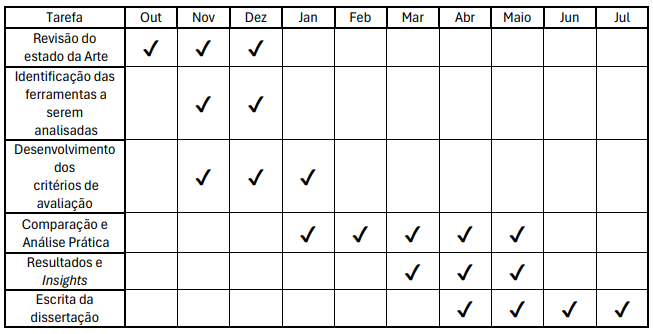 Tarefa Out Nov Dez Jan Feb Mar Abr Maio Jun Jul
Revisão do
estado da Arte ✓ ✓ ✓
Identificação das
ferramentas a
serem
analisadas ✓ ✓
Desenvolvimento
dos
critérios de
avaliação ✓ ✓ ✓
Comparação e
Análise Prática ✓ ✓ ✓ ✓ ✓
Resultados e
Insights ✓ ✓ ✓
Escrita da
dissertação ✓ ✓ ✓ ✓